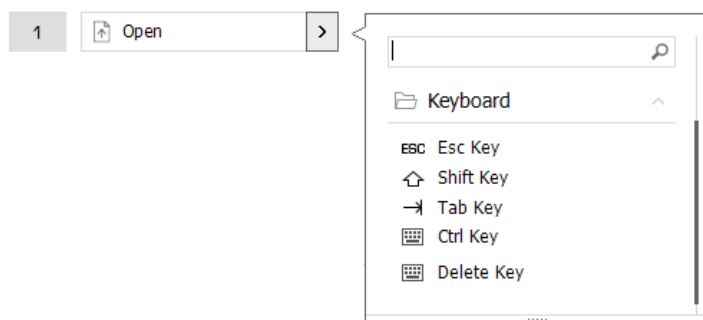 1 Open
Keyboard
ESC Esc Key
Shift Key
Tab Key
Ctrl Key
Delete Key